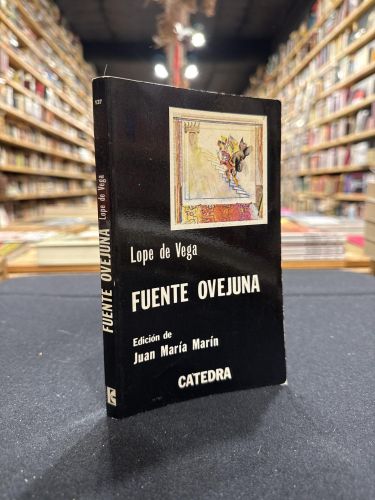 Lope de Vega
FUENTE OVEJUNA
Edición de
Juan María Marín
CATEDRA
FUENTE OVEJUNA Lope de Vega